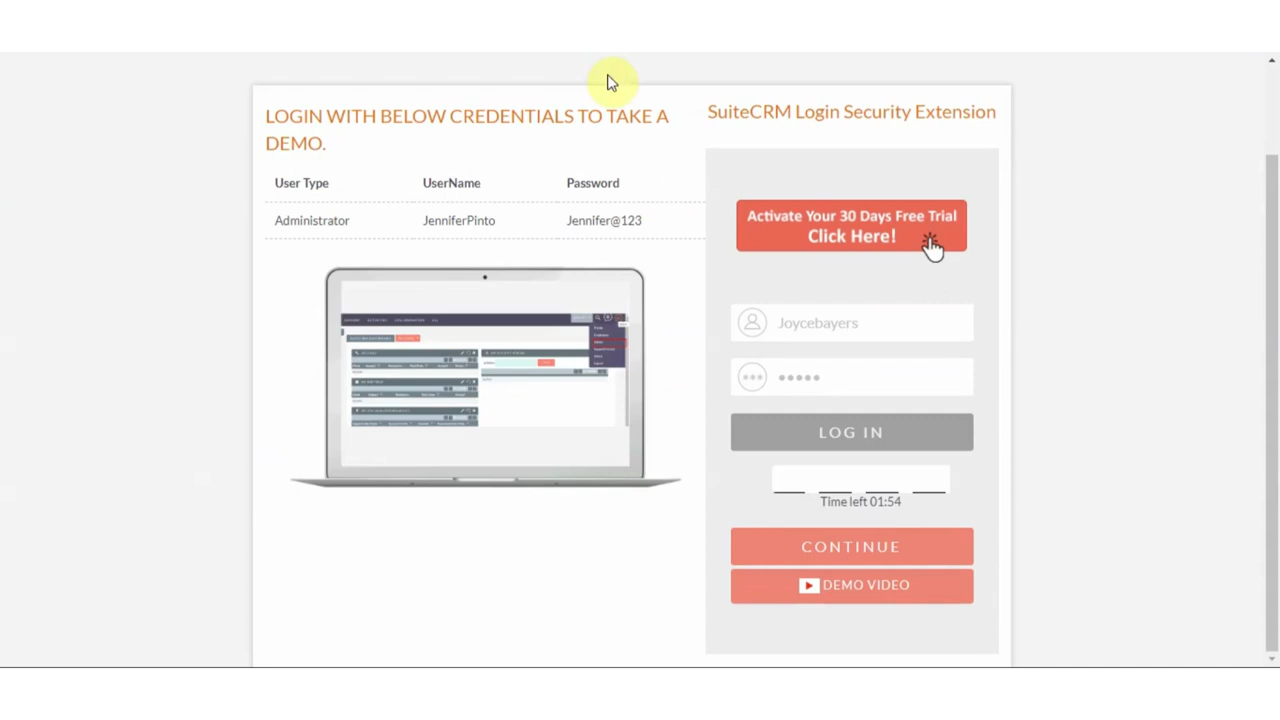 LOGIN WITH BELOW CREDENTIALS TO TAKE A
DEMO.
User Type UserName Password
Administrator JenniferPinto Jennifer@123
SuiteCRM Login Security Extension
Activate Your 30 Days Free Trial
Click Here!
Joycebayers
LOG IN
Time left 01:54
CONTINUE
DEMO VIDEO